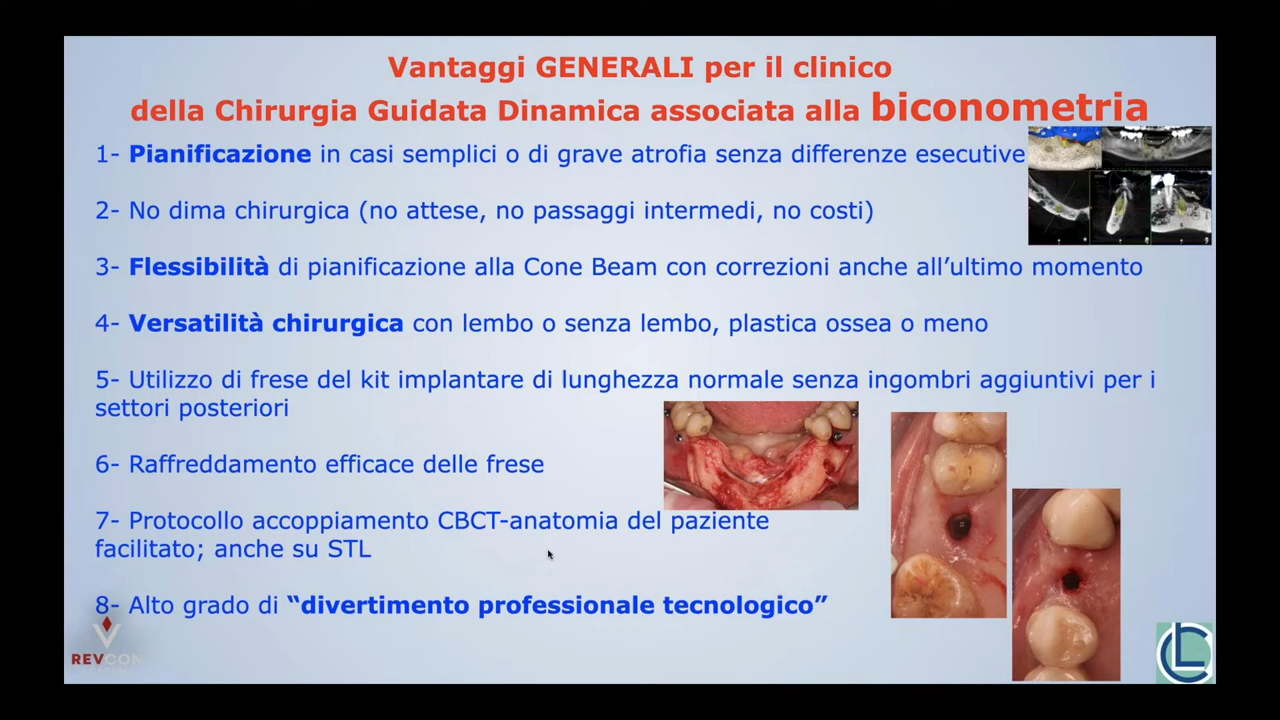 Vantaggi GENERALI per il clinico
della Chirurgia Guidata Dinamica associata alla biconometria
1- Pianificazione in casi semplici o di grave atrofia senza differenze esecutive
2- No dima chirurgica (no attese, no passaggi intermedi, no costi)
3- Flessibilità di pianificazione alla Cone Beam con correzioni anche all’ultimo momento
4- Versatilità chirurgica con lembo o senza lembo, plastica ossea o meno
5- Utilizzo di frese del kit implantare di lunghezza normale senza ingombri aggiuntivi per i
settori posteriori
6- Raffreddamento efficace delle frese
7- Protocollo accoppiamento CBCT-anatomia del paziente
facilitato; anche su STL
8- Alto grado di “divertimento professionale tecnologico”
REVCON